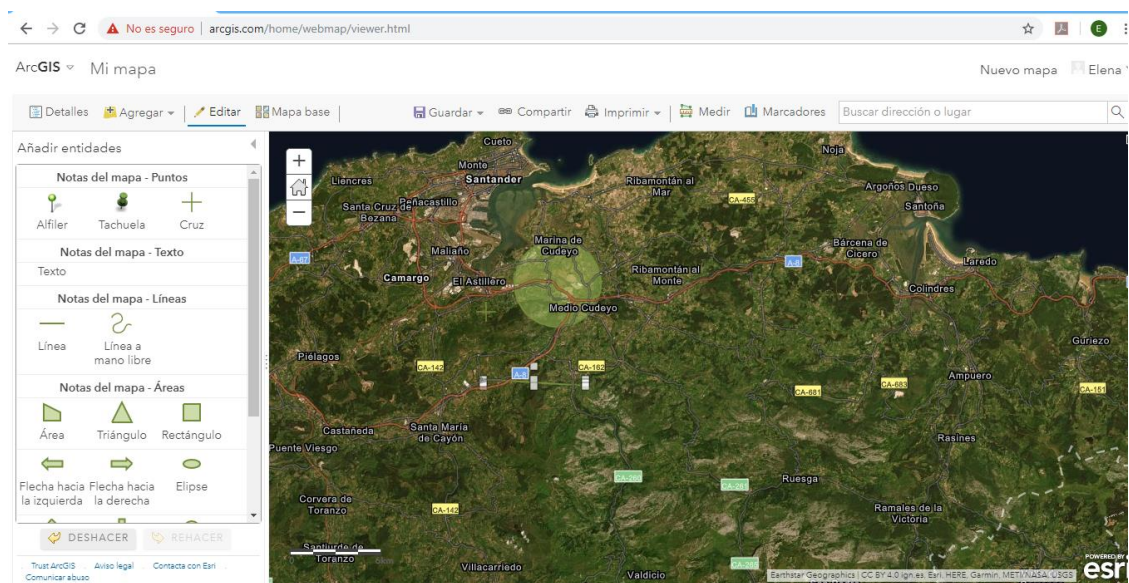 No es seguro | arcgis.com/home/webmap/viewer.html
E
ArcGIS Mi mapa
Nuevo mapa Elena
Detalles Agregar Editar Mapa base Guardar Compartir Imprimir Medir Marcadores Buscar dirección o lugar
Añadir entidades
Notas del mapa - Puntos
Alfiler Tachuela Cruz
Notas del mapa - Texto
Texto
Notas del mapa - Líneas
Línea Línea a
mano libre
Notas del mapa - Áreas
Área Triángulo Rectángulo
Flecha hacia Flecha hacia Elipse
la izquierda la derecha
DESHACER REHACER
Trust ArcGIS Aviso legal Contacta con Esri
Comunicar abuso
+
−
Cueto
Monte
Noja
Liencres
Santander
Ribamontán al
Mar
Argoños Dueso
CA-455
Santa Cruz de
Bezana
Peñacastillo
Santoña
Marina de
Cudeyo
Bárcena de
Cicero
Maliaño
A-67
A-8
Laredo
Camargo
El Astillero
Ribamontán al
Monte
Colindres
Medio Cudeyo
Guriezo
Piélagos
CA-142
A-8
CA-162
Ampuero
CA-681
CA-683
CA-151
Castañeda
Santa María
de Cayón
Rasines
Puente Viesgo
CA-260
CA-265
Ruesga
Corvera de
Toranzo
CA-142
Ramales de la
Victoria
Santiurde de
Toranzo
Villacarriedo
Valdicio
CA-265
Earthstar Geographics | CC BY 4.0 ign.es, Esri, HERE, Garmin, METI/NASA, USGS
POWERED BY
esri